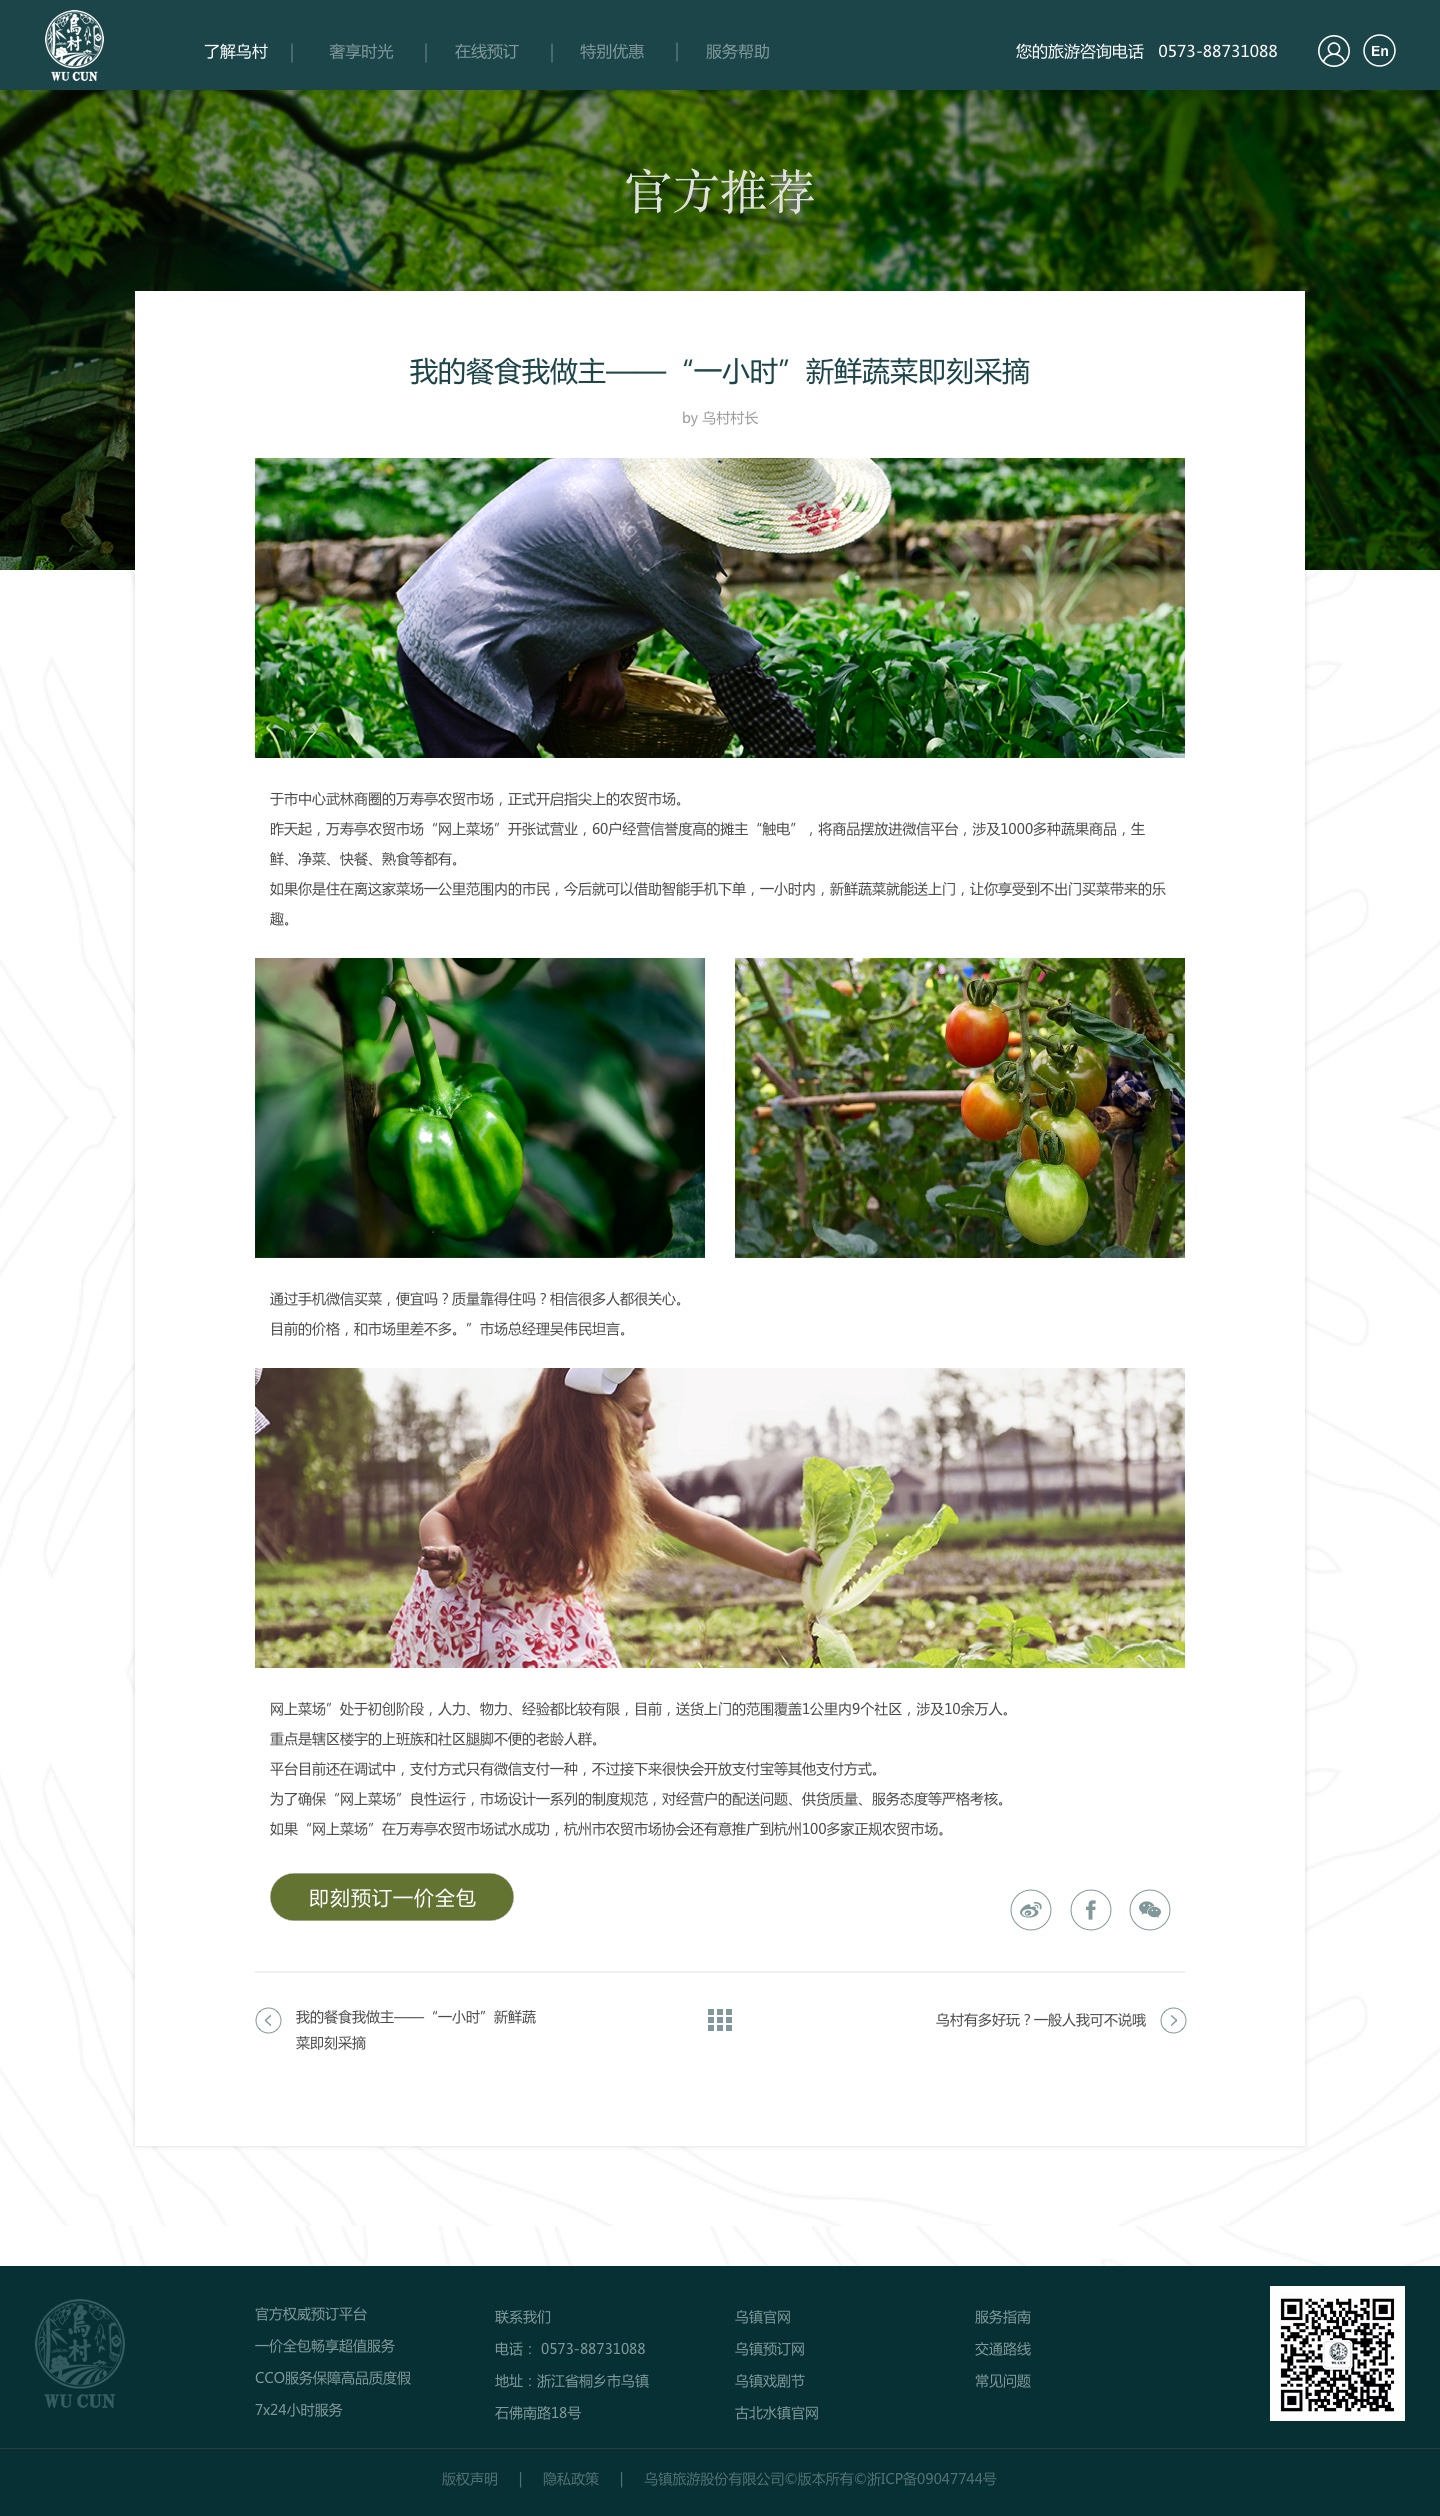 烏村
WU CUN
了解乌村 | 奢享时光 | 在线预订 | 特别优惠 | 服务帮助
您的旅游咨询电话 0573-88731088
En
官方推荐
我的餐食我做主——“一小时”新鲜蔬菜即刻采摘
by 乌村村长
于市中心武林商圈的万寿亭农贸市场，正式开启指尖上的农贸市场。
昨天起，万寿亭农贸市场“网上菜场”开张试营业，60户经营信誉度高的摊主“触电”，将商品摆放进微信平台，涉及1000多种蔬果商品，生
鲜、净菜、快餐、熟食等都有。
如果你是住在离这家菜场一公里范围内的市民，今后就可以借助智能手机下单，一小时内，新鲜蔬菜就能送上门，让你享受到不出门买菜带来的乐
趣。
通过手机微信买菜，便宜吗？质量靠得住吗？相信很多人都很关心。
目前的价格，和市场里差不多。”市场总经理吴伟民坦言。
网上菜场”处于初创阶段，人力、物力、经验都比较有限，目前，送货上门的范围覆盖1公里内9个社区，涉及10余万人。
重点是辖区楼宇的上班族和社区腿脚不便的老龄人群。
平台目前还在调试中，支付方式只有微信支付一种，不过接下来很快会开放支付宝等其他支付方式。
为了确保“网上菜场”良性运行，市场设计一系列的制度规范，对经营户的配送问题、供货质量、服务态度等严格考核。
如果“网上菜场”在万寿亭农贸市场试水成功，杭州市农贸市场协会还有意推广到杭州100多家正规农贸市场。
即刻预订一价全包
我的餐食我做主——“一小时”新鲜蔬
菜即刻采摘
乌村有多好玩？一般人我可不说哦
烏村
WU CUN
官方权威预订平台
一价全包畅享超值服务
CCO服务保障高品质度假
7x24小时服务
联系我们
电话： 0573-88731088
地址：浙江省桐乡市乌镇
石佛南路18号
乌镇官网
乌镇预订网
乌镇戏剧节
古北水镇官网
服务指南
交通路线
常见问题
版权声明 | 隐私政策 | 乌镇旅游股份有限公司©版本所有©浙ICP备09047744号